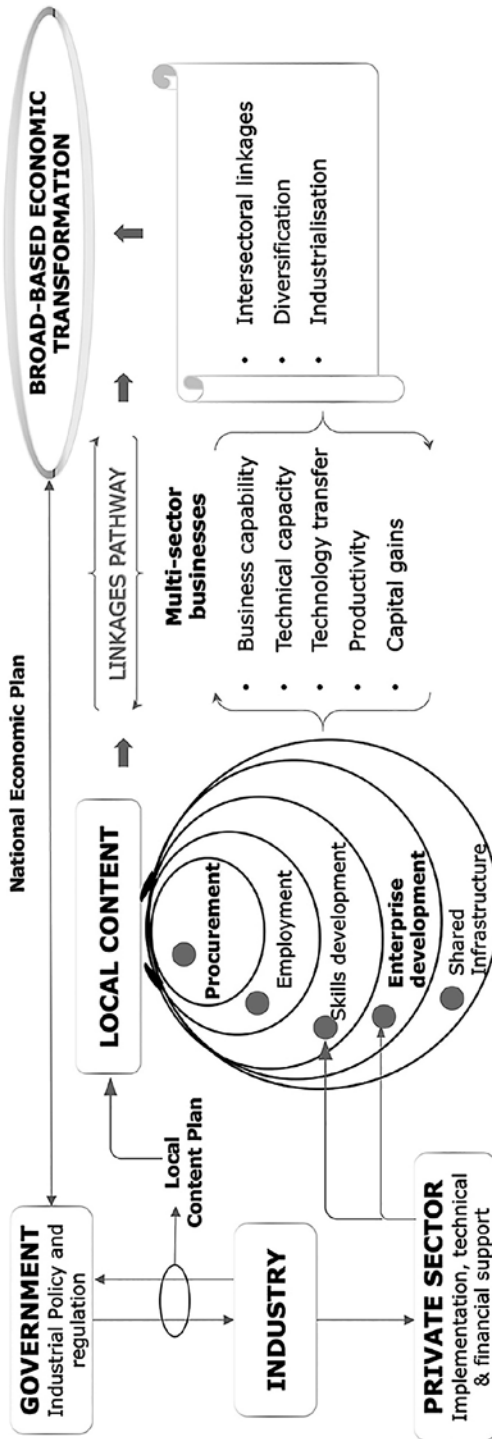 GOVERNMENT
Industrial Policy and
regulation
National Economic Plan
BROAD-BASED ECONOMIC
TRANSFORMATION
Local
Content Plan
LOCAL CONTENT
LINKAGES PATHWAY
INDUSTRY
Procurement
Employment
Skills development
Enterprise
development
Shared
Infrastructure
Multi-sector
businesses
• Business capability
• Technical capacity
• Technology transfer
• Productivity
• Capital gains
• Intersectoral linkages
• Diversification
• Industrialisation
PRIVATE SECTOR
Implementation, technical
& financial support